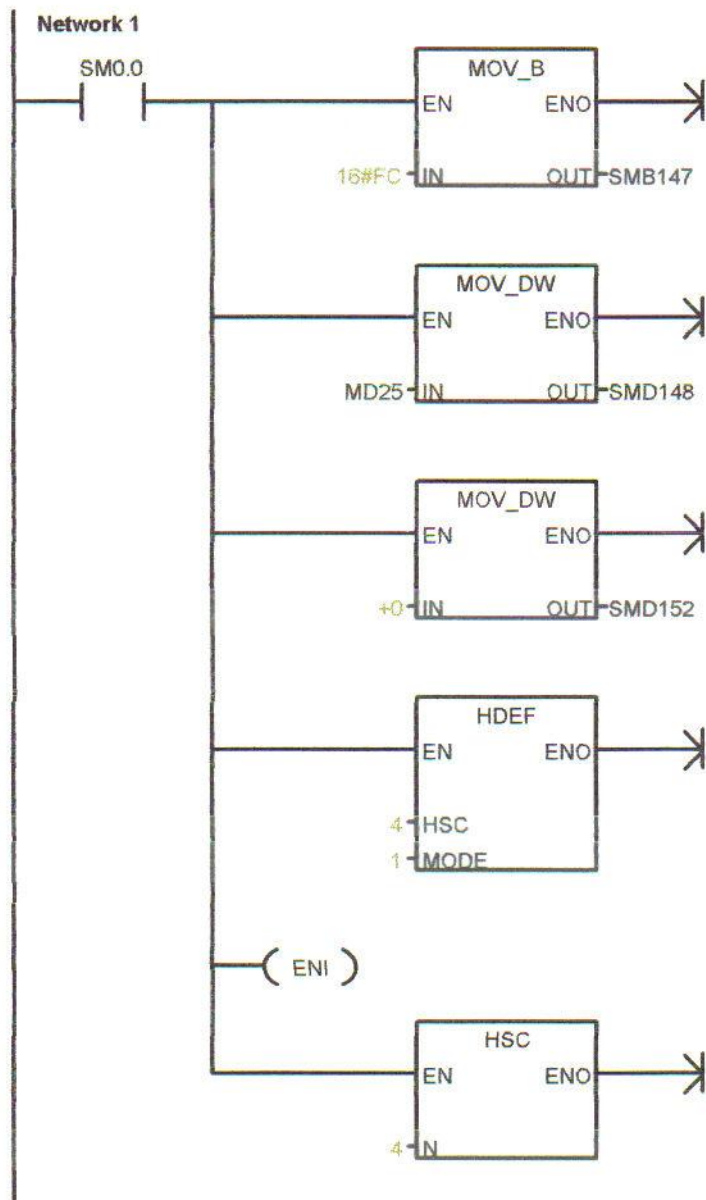 Network 1
SM0.0
MOV_B
EN ENO
16#FC IN OUT SMB147
MOV_DW
EN ENO
MD25 IN OUT SMD148
MOV_DW
EN ENO
+0 IN OUT SMD152
HDEF
EN ENO
4 HSC
1 MODE
ENI
HSC
EN ENO
4 N